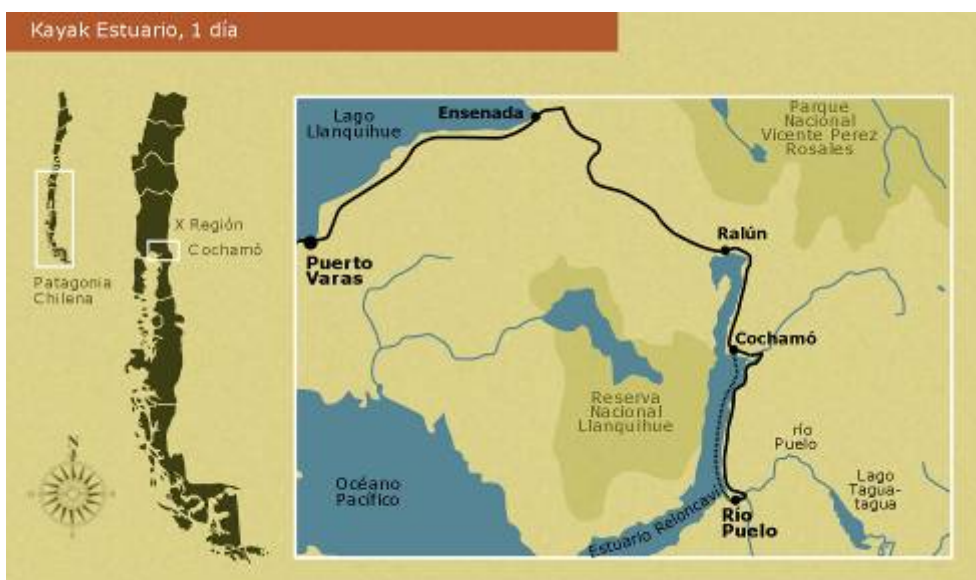 Kayak Estuario, 1 día
Lago
Llanquihue
Ensenada
Parque
Nacional
Vicente Perez
Rosales
X Región
Cochamó
Patagonia
Chilena
Puerto
Varas
Ralún
Cochamó
Reserva
Nacional
Llanquihue
río
Puelo
Lago
Tagua-
tagua
Océano
Pacífico
Estuario Reloncaví
Río
Puelo
N